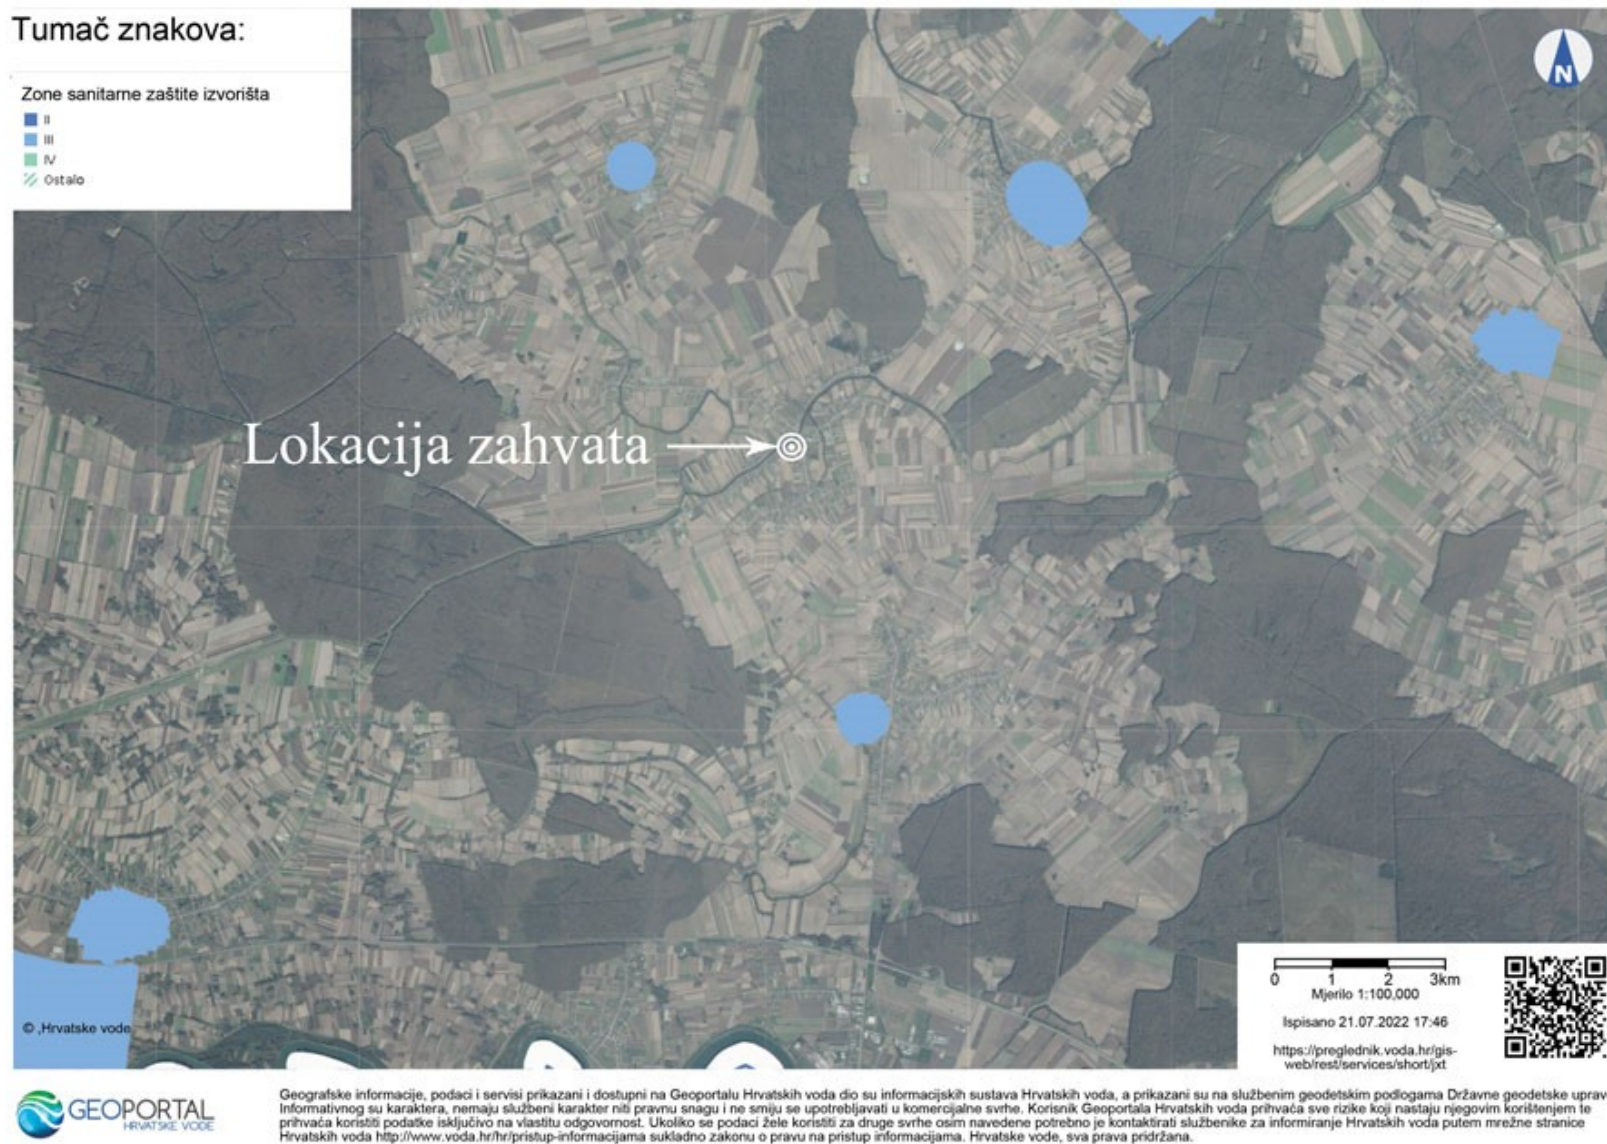 Tumač znakova:
Zone sanitarne zaštite izvorišta
II
III
IV
Ostalo
N
Lokacija zahvata
0 1 2 3km
Mjerilo 1:100,000
Ispisano 21.07.2022 17:46
https://preglednik.voda.hr/gis-
web/rest/services/short/jxt
© ,Hrvatske vode
GEOPORTAL
HRVATSKE VODE
Geografske informacije, podaci i servisi prikazani i dostupni na Geoportalu Hrvatskih voda dio su informacijskih sustava Hrvatskih voda, a prikazani su na službenim geodetskim podlogama Državne geodetske uprav
Informativnog su karaktera, nemaju službeni karakter niti pravnu snagu i ne smiju se upotrebljavati u komercijalne svrhe. Korisnik Geoportala Hrvatskih voda prihvaća sve rizike koji nastaju njegovim korištenjem te
prihvaća koristiti podatke isključivo na vlastitu odgovornost. Ukoliko se podaci žele koristiti za druge svrhe osim navedene potrebno je kontaktirati službenike za informiranje Hrvatskih voda putem mrežne stranice
Hrvatskih voda http://www.voda.hr/hr/pristup-informacijama sukladno zakonu o pravu na pristup informacijama. Hrvatske vode, sva prava pridržana.